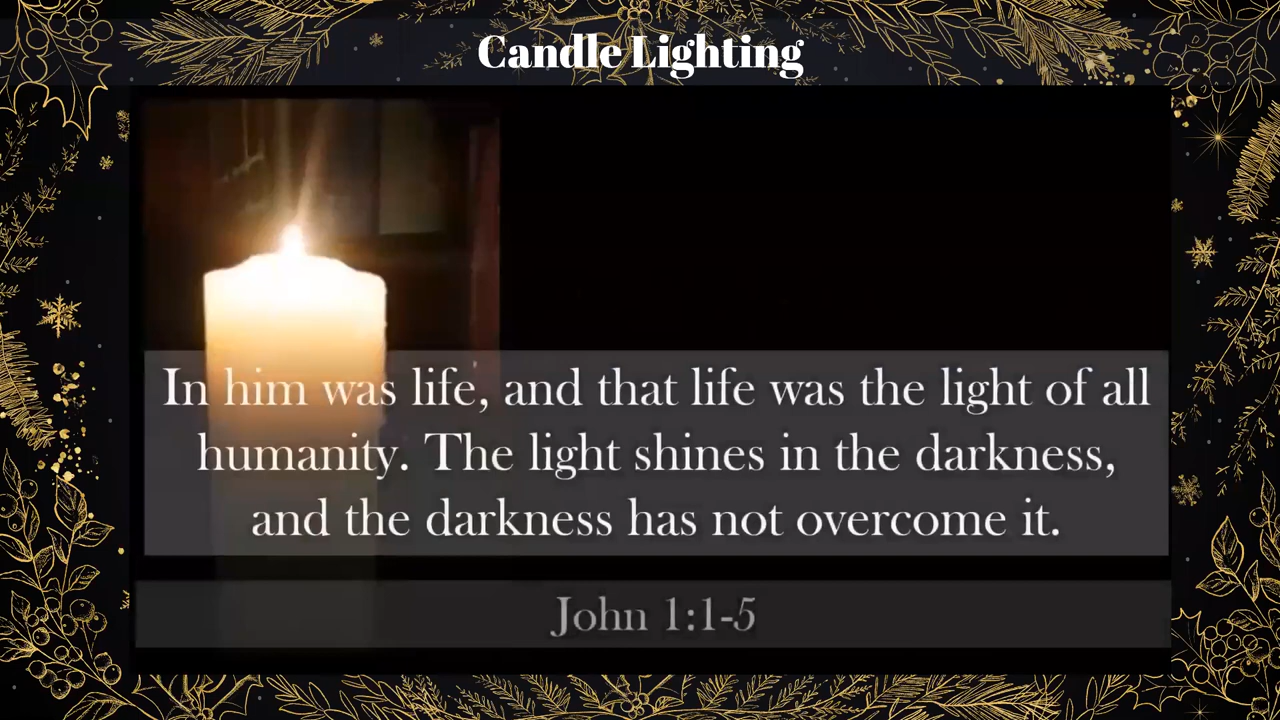 Candle Lighting
In him was life, and that life was the light of all
humanity. The light shines in the darkness,
and the darkness has not overcome it.
John 1:1-5